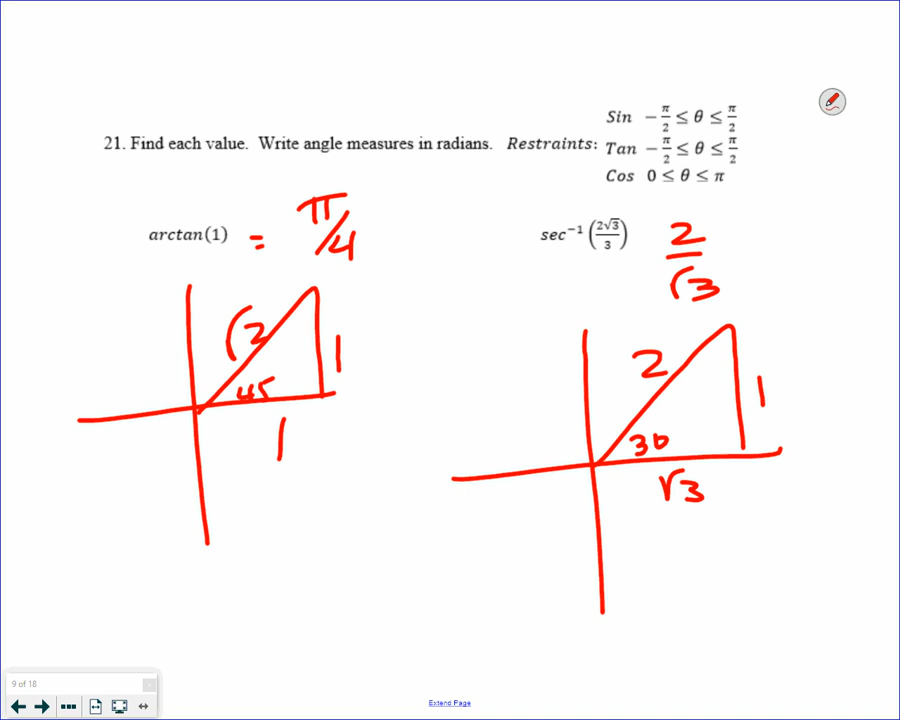 21. Find each value. Write angle measures in radians. Restraints:
Sin −π/2 ≤ θ ≤ π/2
Tan −π/2 ≤ θ ≤ π/2
Cos 0 ≤ θ ≤ π
arctan(1) = π/4
sec⁻¹(2√3/3) 2/√3
√2
1
45
1
2
1
30
√3
9 of 18
Extend Page